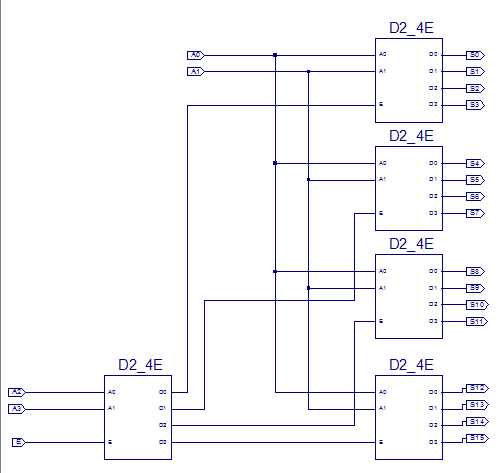 D2_4E
A0 A0 D0 S0
A1 A1 D1 S1
D2 S2
E D3 S3
D2_4E
A0 D0 S4
A1 D1 S5
D2 S6
E D3 S7
D2_4E
A0 D0 S8
A1 D1 S9
D2 S10
E D3 S11
D2_4E D2_4E
A2 A0 D0 A0 D0 S12
A3 A1 D1 A1 D1 S13
D2 D2 S14
E E D3 E D3 S15